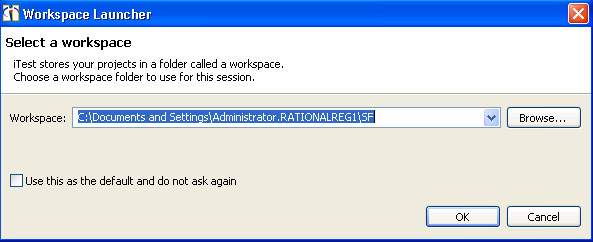 Workspace Launcher
Select a workspace
iTest stores your projects in a folder called a workspace.
Choose a workspace folder to use for this session.
Workspace: C:\Documents and Settings\Administrator.RATIONALREG1\SF Browse...
Use this as the default and do not ask again
OK Cancel